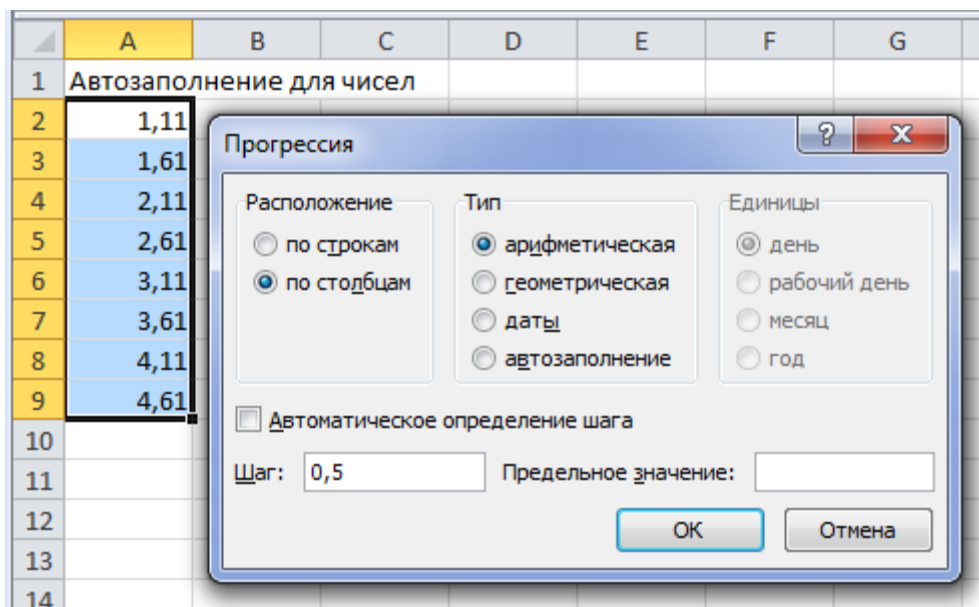 A B C D E F G
1 Автозаполнение для чисел
2 1,11
3 1,61
4 2,11
5 2,61
6 3,11
7 3,61
8 4,11
9 4,61
10
11
12
13
14
Прогрессия ? X
Расположение
по строкам
по столбцам
Тип
арифметическая
геометрическая
даты
автозаполнение
Единицы
день
рабочий день
месяц
год
Автоматическое определение шага
Шаг: 0,5 Предельное значение:
ОК Отмена